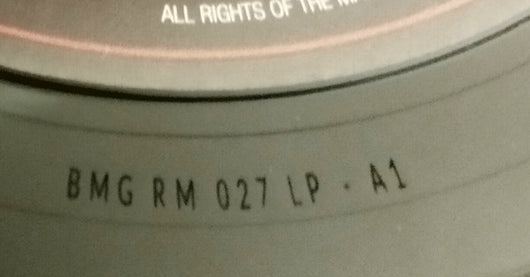 ALL RIGHTS OF THE
BMG RM 027 LP - A1